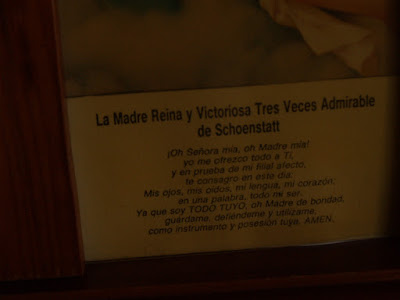 La Madre Reina y Victoriosa Tres Veces Admirable
de Schoenstatt
¡Oh Señora mía, oh Madre mía!
yo me ofrezco todo a Tí,
y en prueba de mi filial afecto,
te consagro en este día:
Mis ojos, mis oídos, mi lengua, mi corazón;
en una palabra, todo mi ser.
Ya que soy TODO TUYO, oh Madre de bondad,
guárdame, defiéndeme y utilízame,
como instrumento y posesión tuya. AMEN.